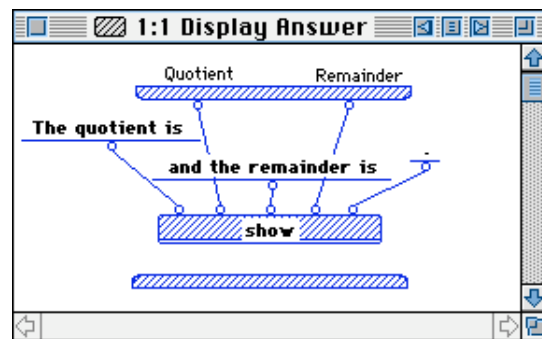 1:1 Display Answer
Quotient Remainder
The quotient is
and the remainder is
.
show